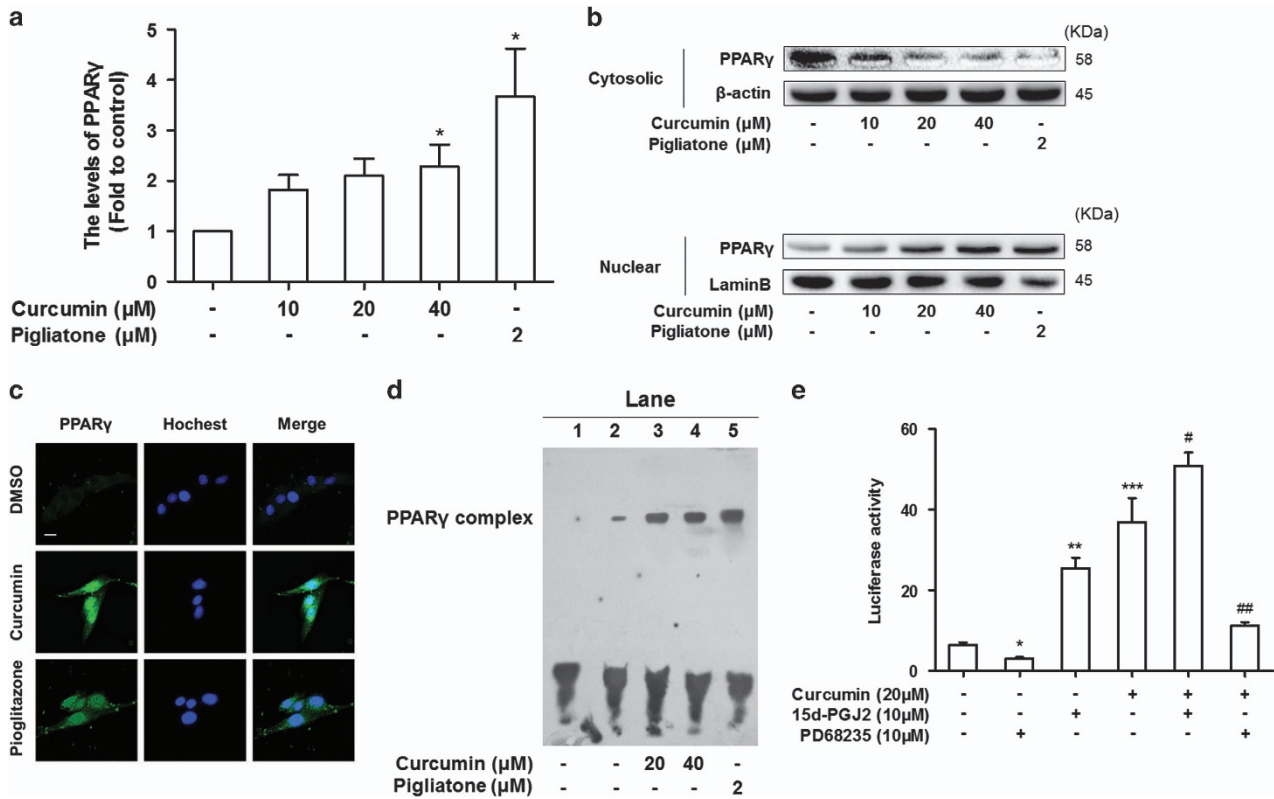 a
The levels of PPARγ
(Fold to control)
5
4
3
2
1
0
*
*
Curcumin (μM) - 10 20 40 -
Pigliatone (μM) - - - - 2
b
(KDa)
Cytosolic
PPARγ 58
β-actin 45
Curcumin (μM) - 10 20 40 -
Pigliatone (μM) - - - - 2
(KDa)
Nuclear
PPARγ 58
LaminB 45
Curcumin (μM) - 10 20 40 -
Pigliatone (μM) - - - - 2
c
PPARγ Hochest Merge
DMSO
Curcumin
Pioglitazone
d
Lane
1 2 3 4 5
PPARγ complex
Curcumin (μM) - - 20 40 -
Pigliatone (μM) - - - - 2
e
Luciferase activity
60
40
20
0
* ** *** # ##
Curcumin (20μM) - - - + + +
15d-PGJ2 (10μM) - - + - + -
PD68235 (10μM) - + - - - +